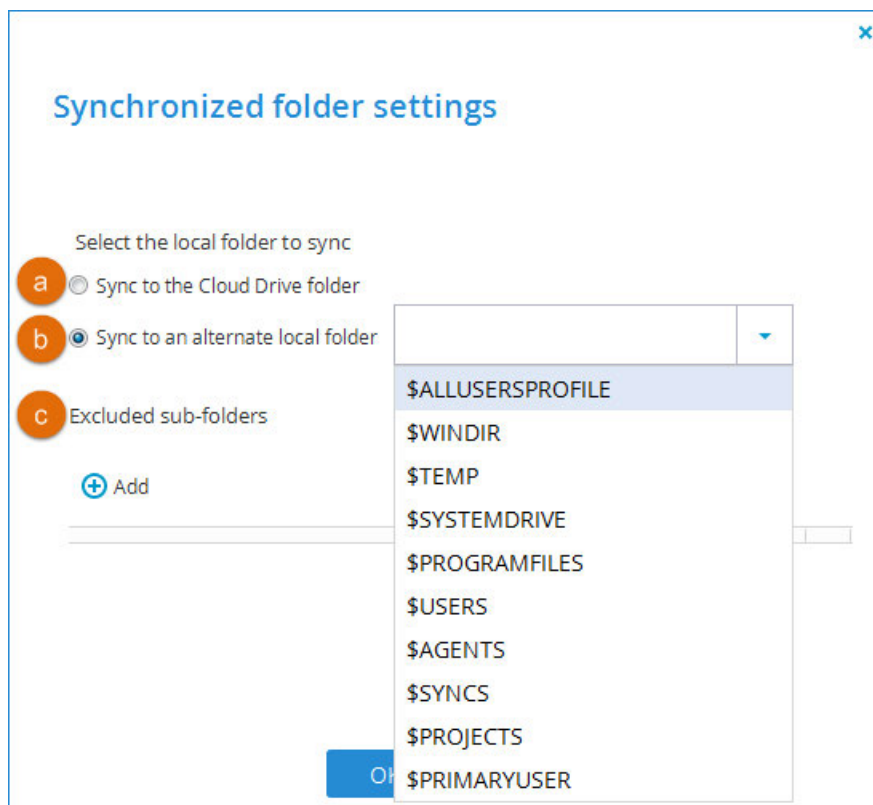 ×
Synchronized folder settings
Select the local folder to sync
a Sync to the Cloud Drive folder
b Sync to an alternate local folder
c Excluded sub-folders
Add
$ALLUSERSPROFILE
$WINDIR
$TEMP
$SYSTEMDRIVE
$PROGRAMFILES
$USERS
$AGENTS
$SYNCS
$PROJECTS
$PRIMARYUSER